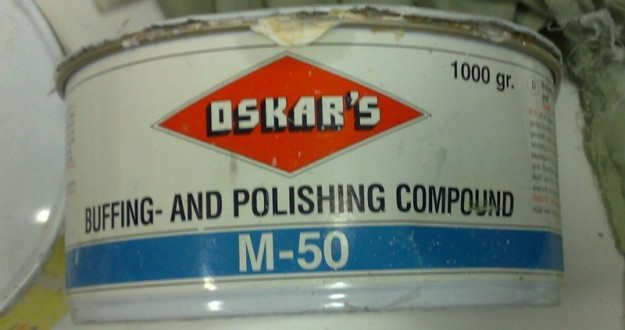 1000 gr.
OSKAR'S
BUFFING- AND POLISHING COMPOUND
M-50